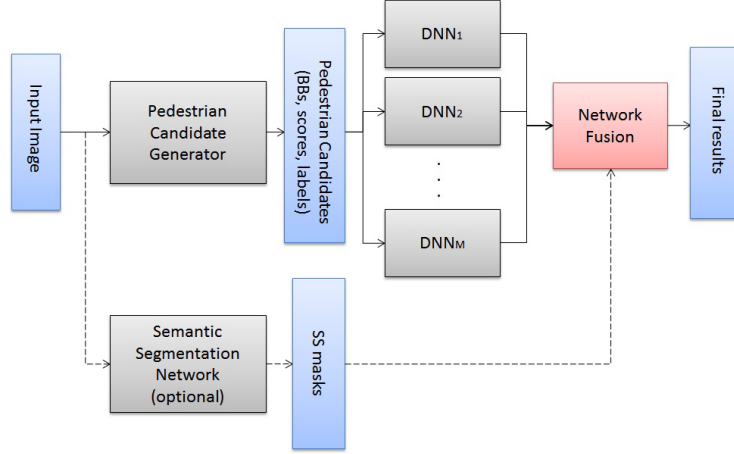 Input Image
Pedestrian
Candidate
Generator
Pedestrian Candidates
(BBs, scores, labels)
DNN1
DNN2
.
.
.
DNNM
Network
Fusion
Final results
Semantic
Segmentation
Network
(optional)
SS masks